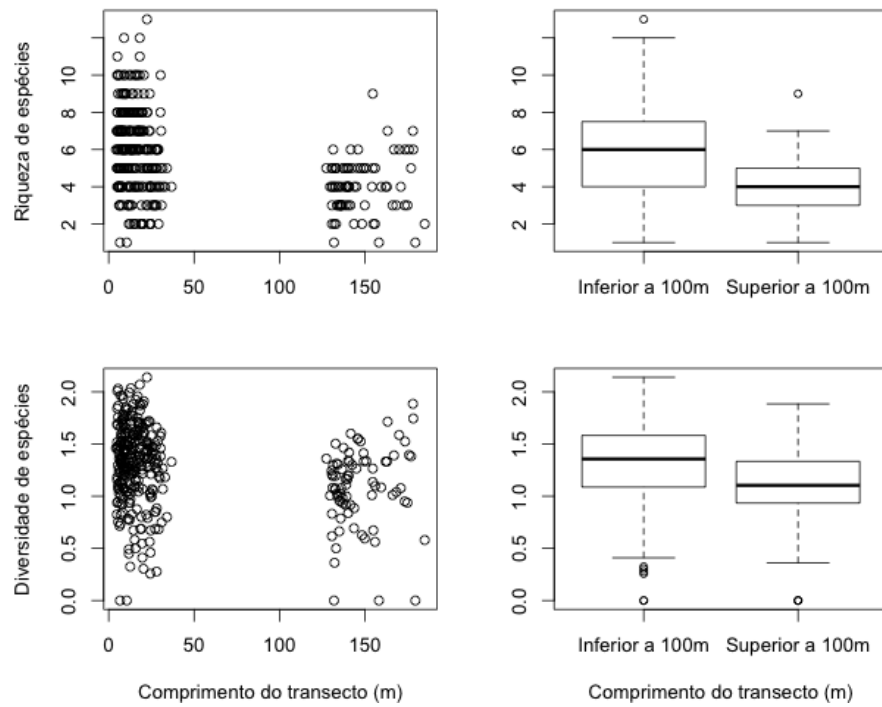 Riqueza de espécies
2 4 6 8 10
0 50 100 150
2 4 6 8 10
Inferior a 100m Superior a 100m
Diversidade de espécies
0.0 0.5 1.0 1.5 2.0
0 50 100 150
Comprimento do transecto (m)
0.0 0.5 1.0 1.5 2.0
Inferior a 100m Superior a 100m
Comprimento do transecto (m)